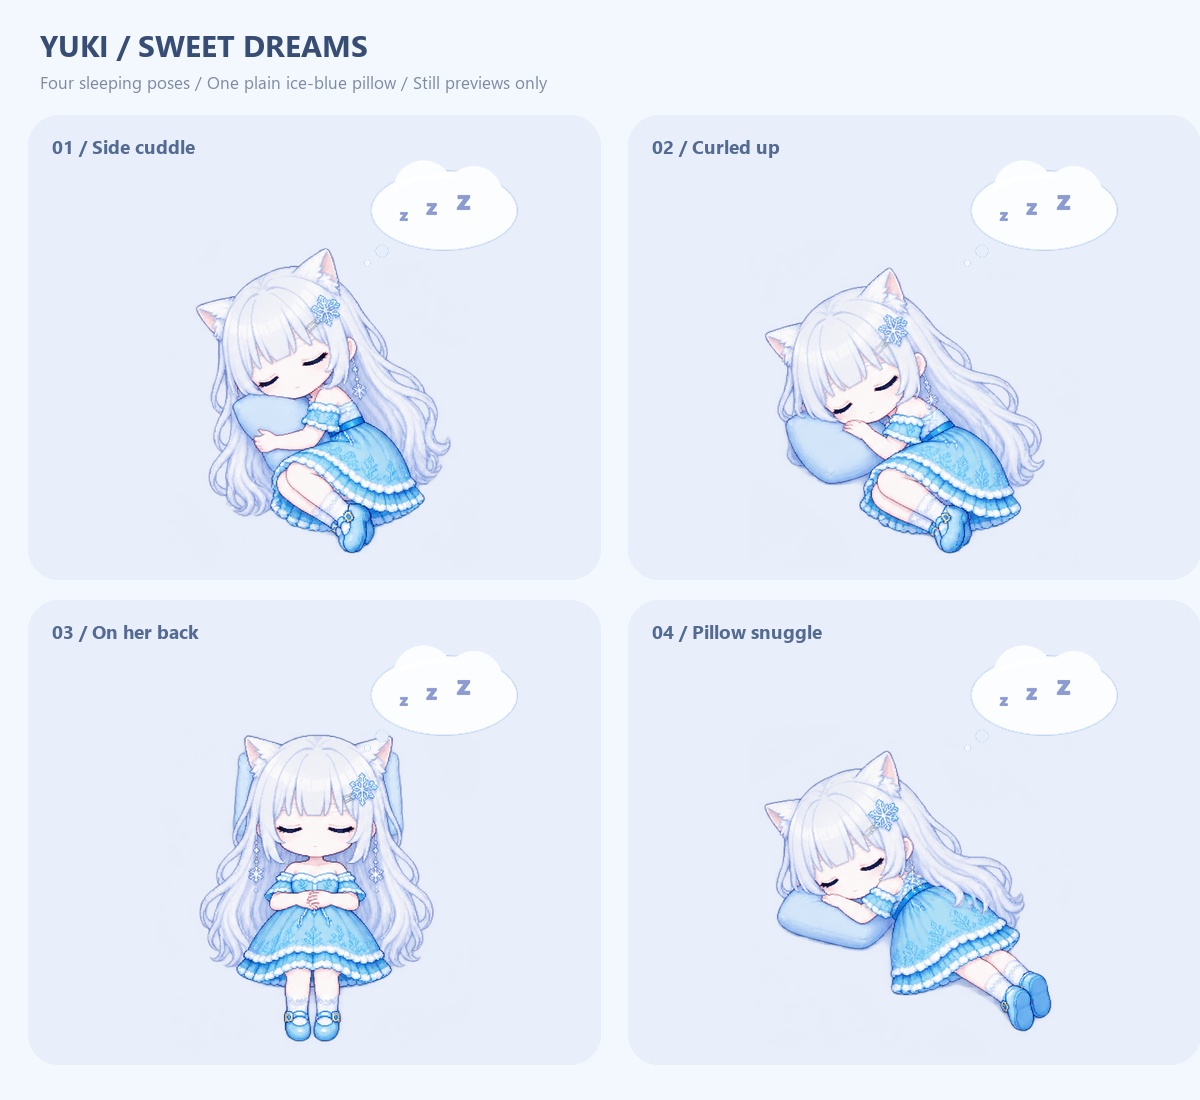 YUKI / SWEET DREAMS
Four sleeping poses / One plain ice-blue pillow / Still previews only
01 / Side cuddle
z z z
02 / Curled up
z z z
03 / On her back
z z z
04 / Pillow snuggle
z z z